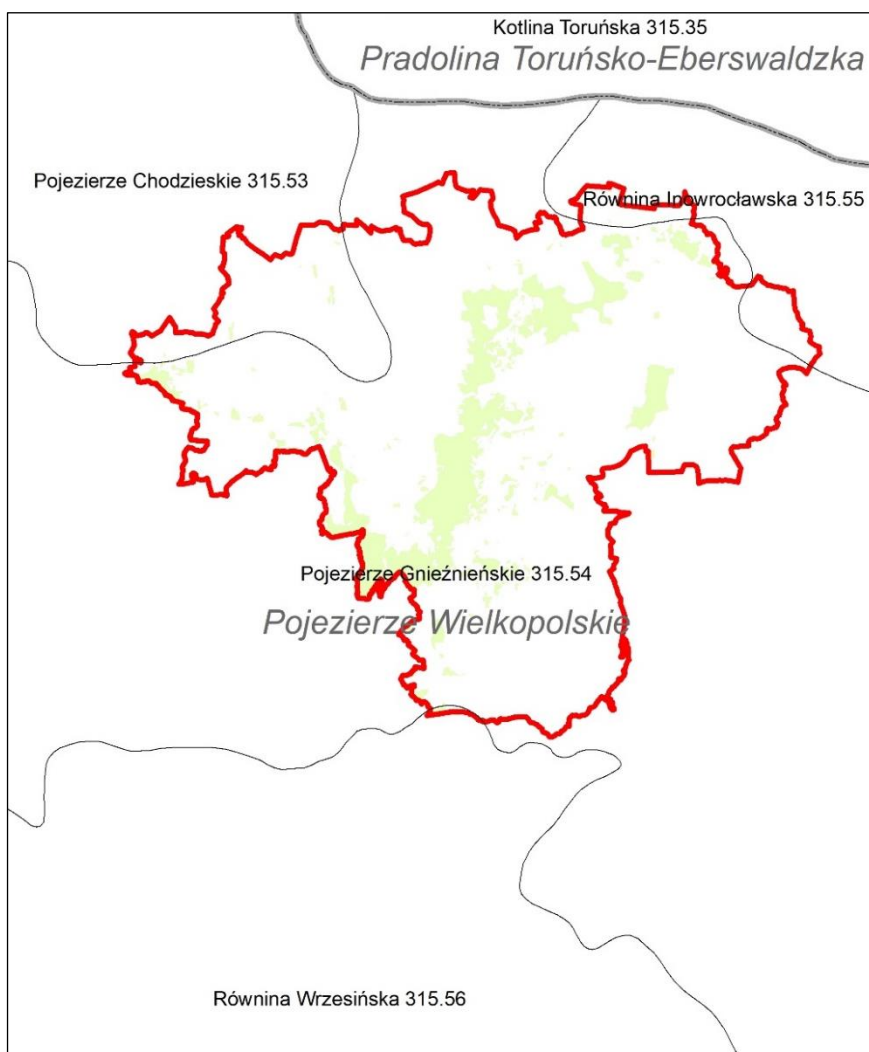 Kotlina Toruńska 315.35
Pradolina Toruńsko-Eberswaldzka
Pojezierze Chodzieskie 315.53
Równina Inowrocławska 315.55
Pojezierze Gnieźnieńskie 315.54
Pojezierze Wielkopolskie
Równina Wrzesińska 315.56